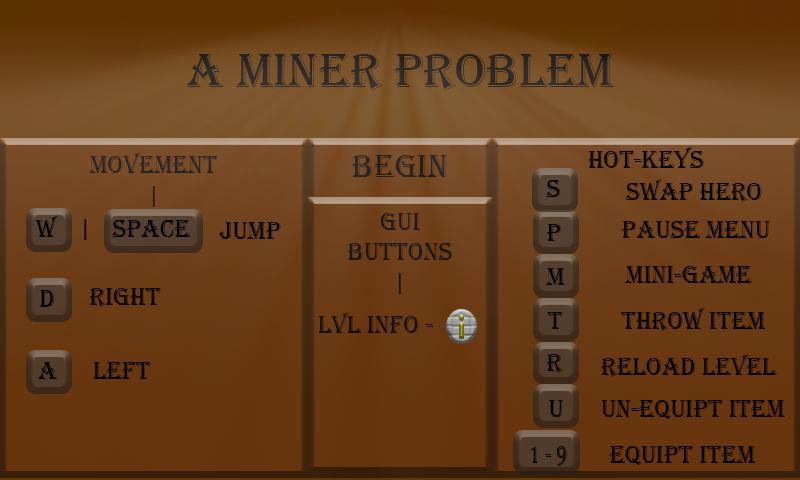 A MINER PROBLEM
MOVEMENT
|
W | SPACE JUMP
D RIGHT
A LEFT
BEGIN
GUI
BUTTONS
|
LVL INFO - i
HOT-KEYS
S SWAP HERO
P PAUSE MENU
M MINI-GAME
T THROW ITEM
R RELOAD LEVEL
U UN-EQUIPT ITEM
1-9 EQUIPT ITEM